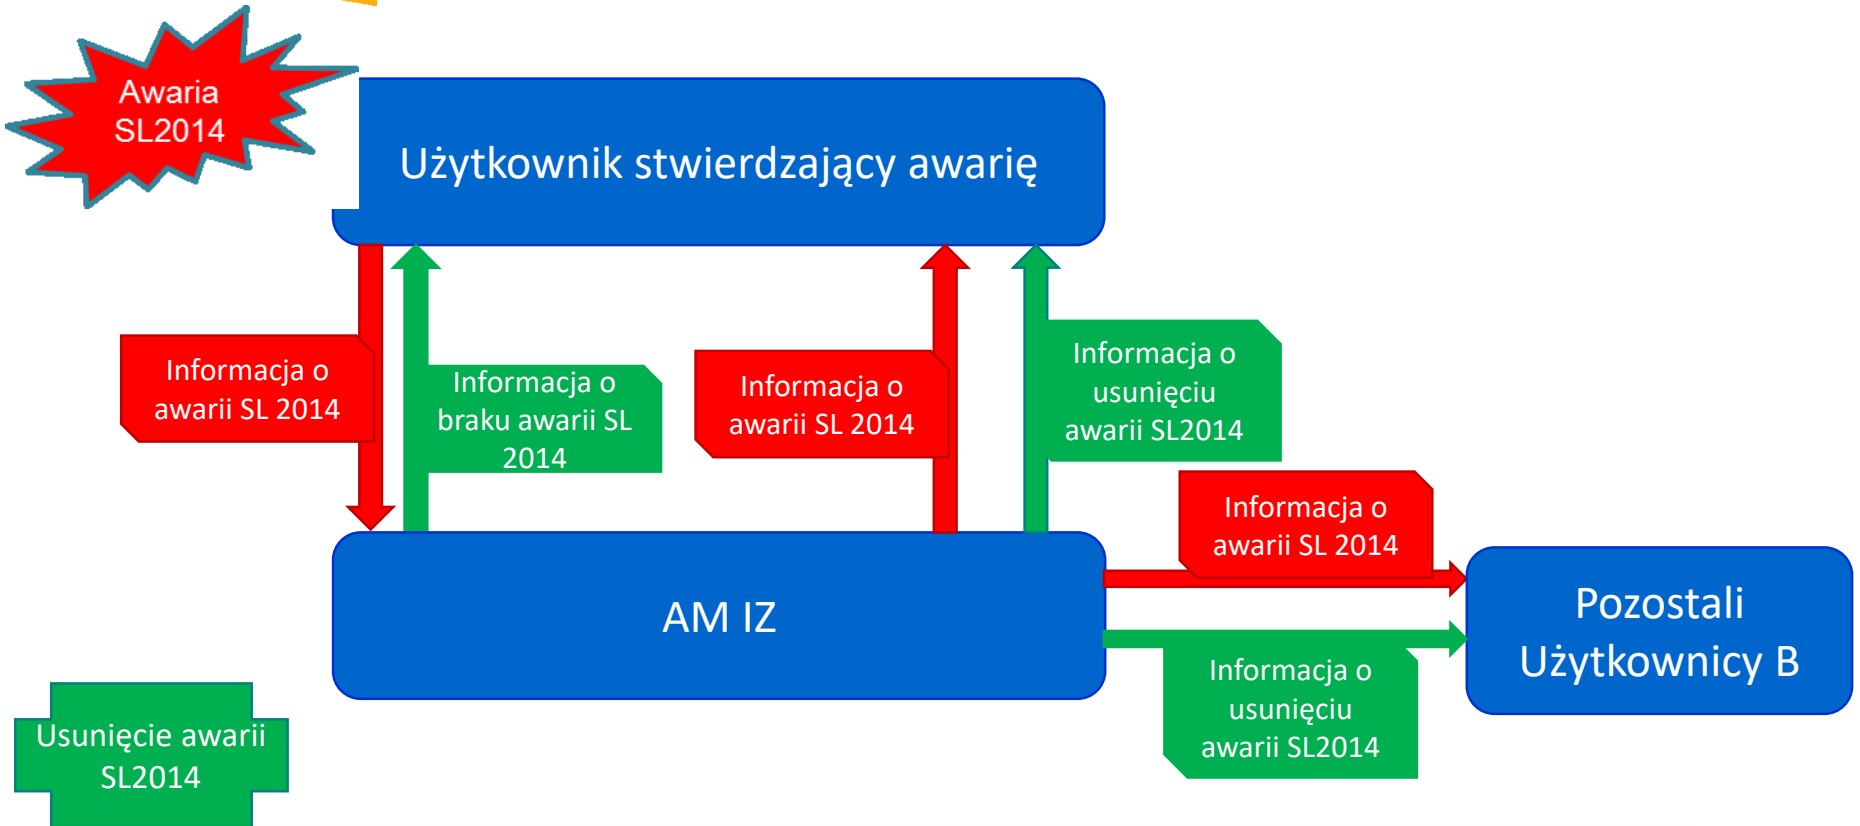 Awaria
SL2014
Użytkownik stwierdzający awarię
Informacja o
awarii SL 2014
Informacja o
braku awarii SL
2014
Informacja o
awarii SL 2014
Informacja o
usunięciu
awarii SL2014
Informacja o
awarii SL 2014
AM IZ
Pozostali
Użytkownicy B
Informacja o
usunięciu
awarii SL2014
Usunięcie awarii
SL2014